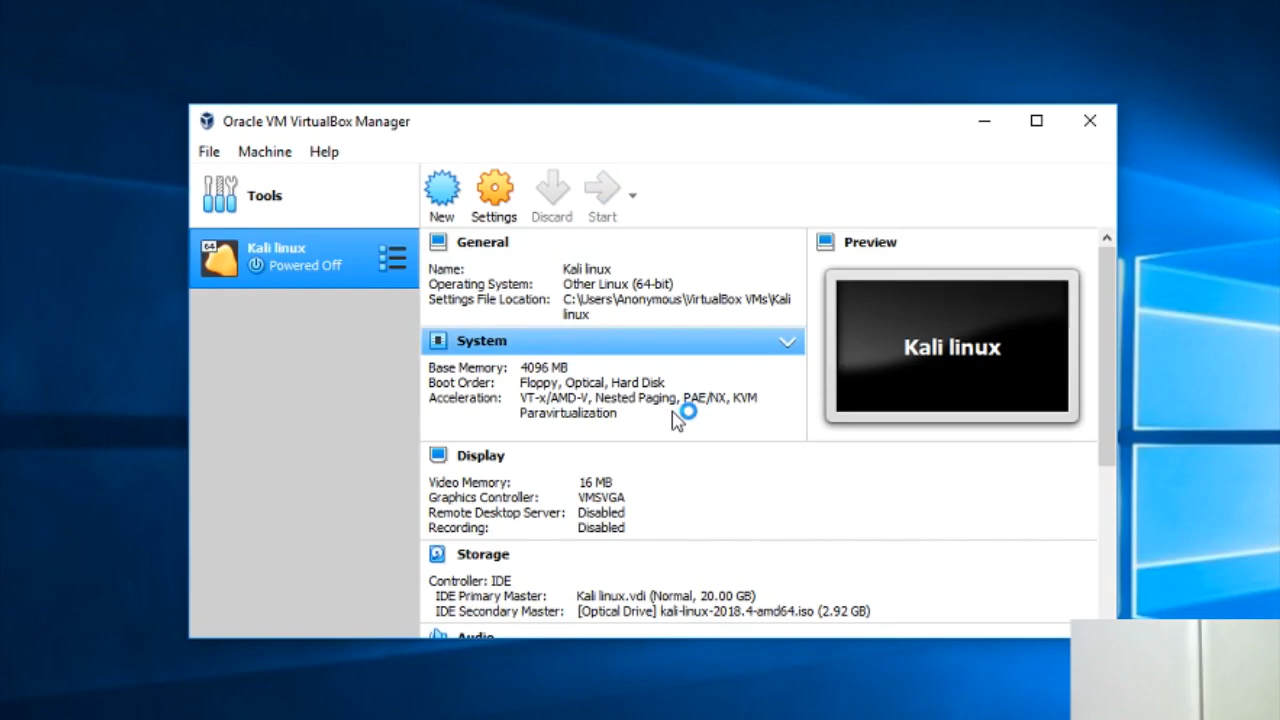 Oracle VM VirtualBox Manager
File Machine Help
Tools
New Settings Discard Start
64
Kali linux
Powered Off
General
Name: Kali linux
Operating System: Other Linux (64-bit)
Settings File Location: C:\Users\Anonymous\VirtualBox VMs\Kali
linux
Preview
Kali linux
System
Base Memory: 4096 MB
Boot Order: Floppy, Optical, Hard Disk
Acceleration: VT-x/AMD-V, Nested Paging, PAE/NX, KVM
Paravirtualization
Display
Video Memory: 16 MB
Graphics Controller: VMSVGA
Remote Desktop Server: Disabled
Recording: Disabled
Storage
Controller: IDE
IDE Primary Master: Kali linux.vdi (Normal, 20.00 GB)
IDE Secondary Master: [Optical Drive] kali-linux-2018.4-amd64.iso (2.92 GB)
Audio